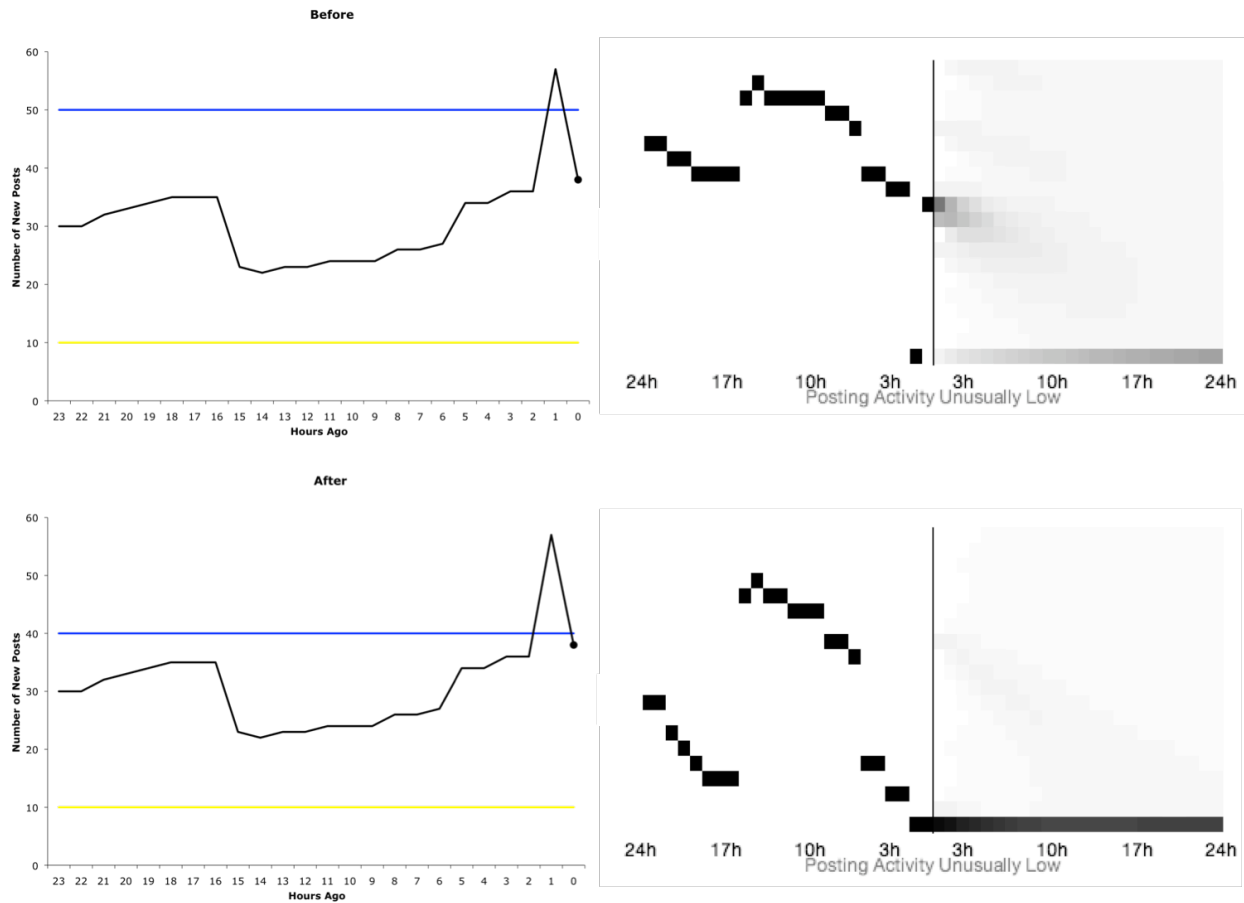 Before
60
50
40
30
20
10
0
Number of New Posts
23 22 21 20 19 18 17 16 15 14 13 12 11 10 9 8 7 6 5 4 3 2 1 0
Hours Ago
24h 17h 10h 3h 3h 10h 17h 24h
Posting Activity Unusually Low
After
60
50
40
30
20
10
0
Number of New Posts
23 22 21 20 19 18 17 16 15 14 13 12 11 10 9 8 7 6 5 4 3 2 1 0
Hours Ago
24h 17h 10h 3h 3h 10h 17h 24h
Posting Activity Unusually Low